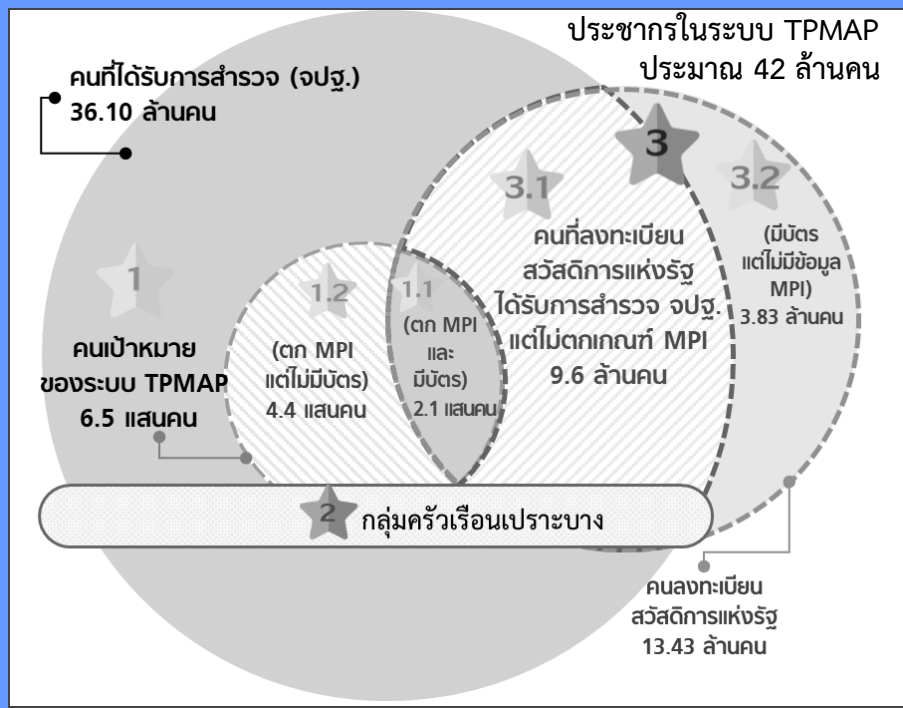 ประชากรในระบบ TPMAP
ประมาณ 42 ล้านคน
คนที่ได้รับการสำรวจ (จปฐ.)
36.10 ล้านคน
3
3.1
3.2
คนที่ลงทะเบียน
สวัสดิการแห่งรัฐ
ได้รับการสำรวจ จปฐ.
แต่ไม่ตกเกณฑ์ MPI
9.6 ล้านคน
(มีบัตร
แต่ไม่มีข้อมูล
MPI)
3.83 ล้านคน
1
คนเป้าหมาย
ของระบบ TPMAP
6.5 แสนคน
1.2
(ตก MPI
แต่ไม่มีบัตร)
4.4 แสนคน
1.1
(ตก MPI
และ
มีบัตร)
2.1 แสนคน
2 กลุ่มครัวเรือนเปราะบาง
คนลงทะเบียน
สวัสดิการแห่งรัฐ
13.43 ล้านคน